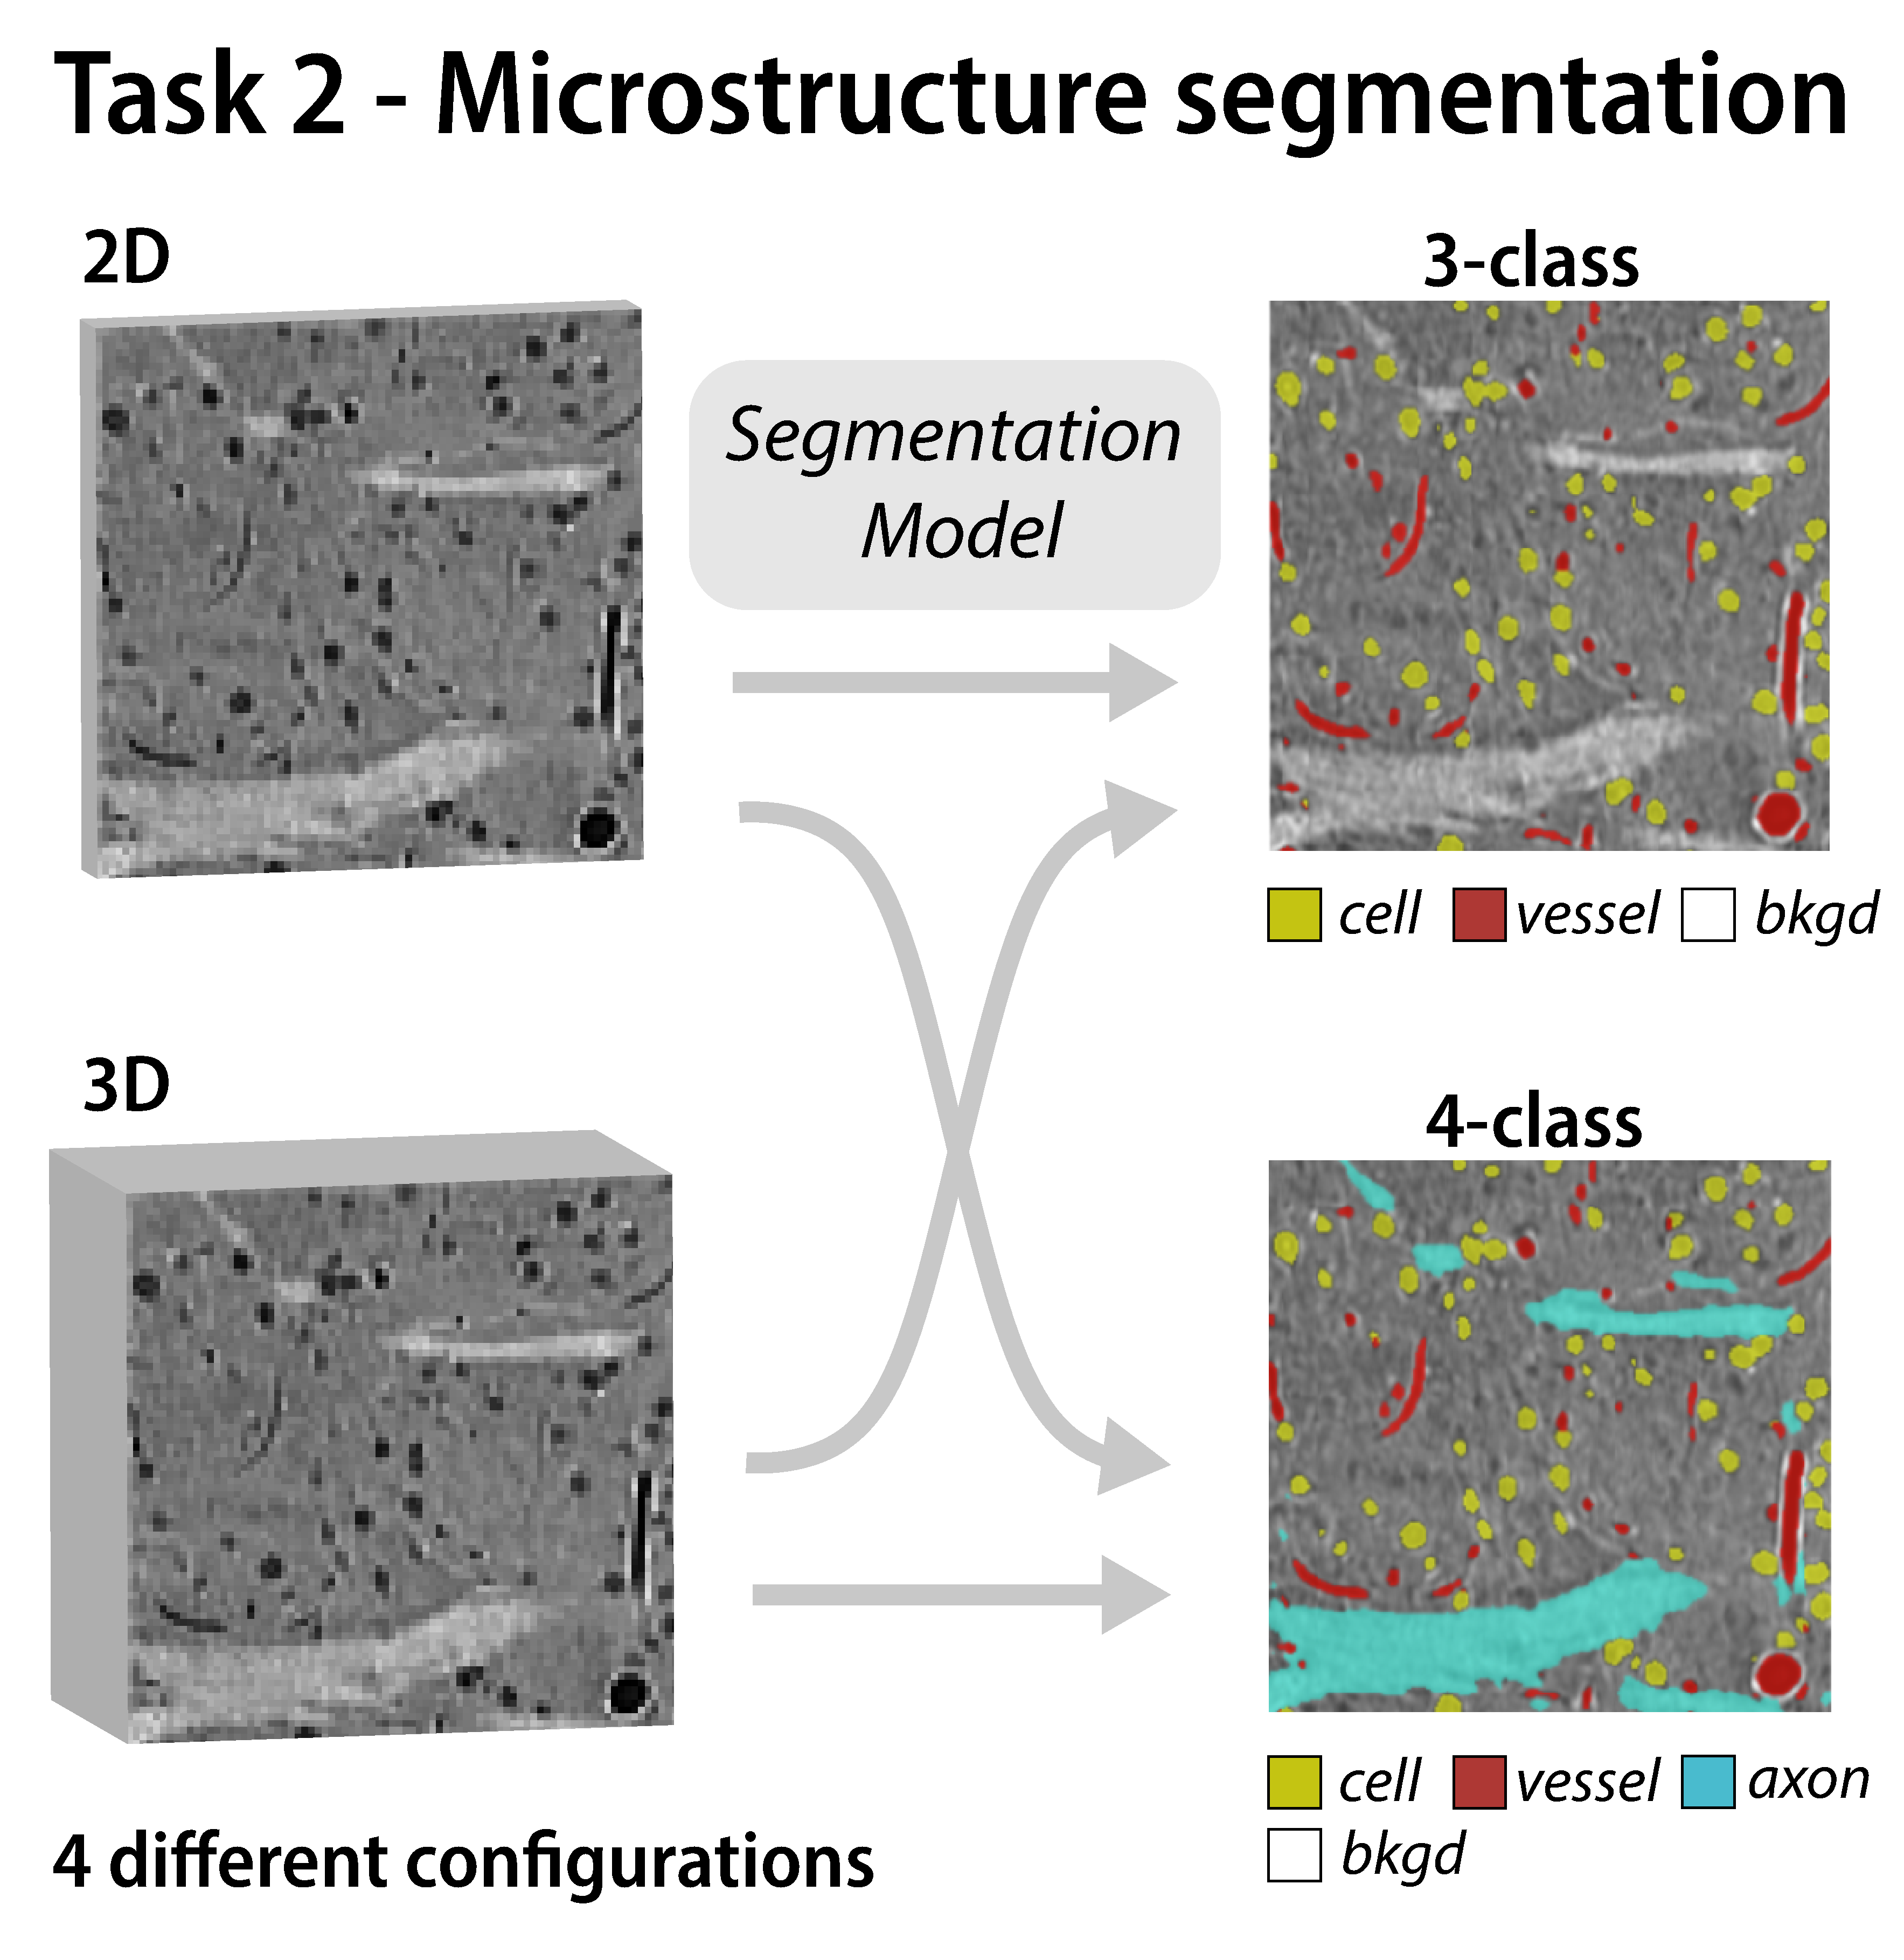 Task 2 - Microstructure segmentation
2D
Segmentation
Model
3-class
cell vessel bkgd
3D
4-class
cell vessel axon
bkgd
4 different configurations